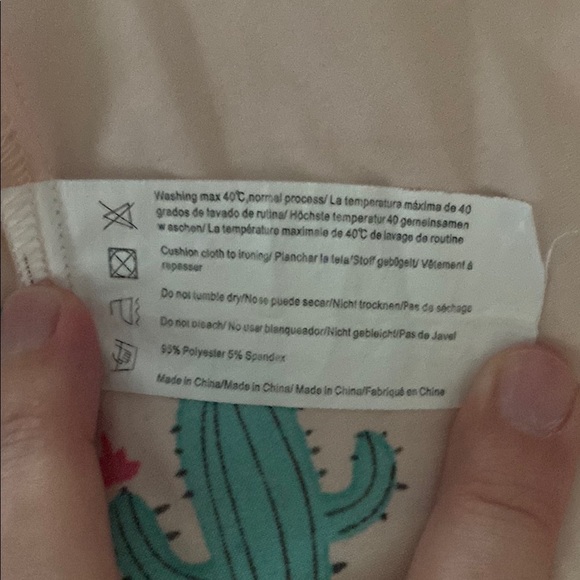 Washing max 40℃,normal process/ La temperatura máxima de 40
grados de lavado de rutina/ Höchste temperatur 40 gemeinsamen
w aschen/ La température maximale de 40℃ de lavage de routine
Cushion cloth to ironing/ Planchar la tela/Stoff gebügelt/ Vêtement à
repasser
Do not tumble dry/No se puede secar/Nicht trocknen/Pas de séchage
Do not bleach/ No usar blanqueador/Nicht gebleicht/Pas de Javel
95% Polyester 5% Spandex
Made in China/Made in China/ Made in China/Fabriqué en Chine